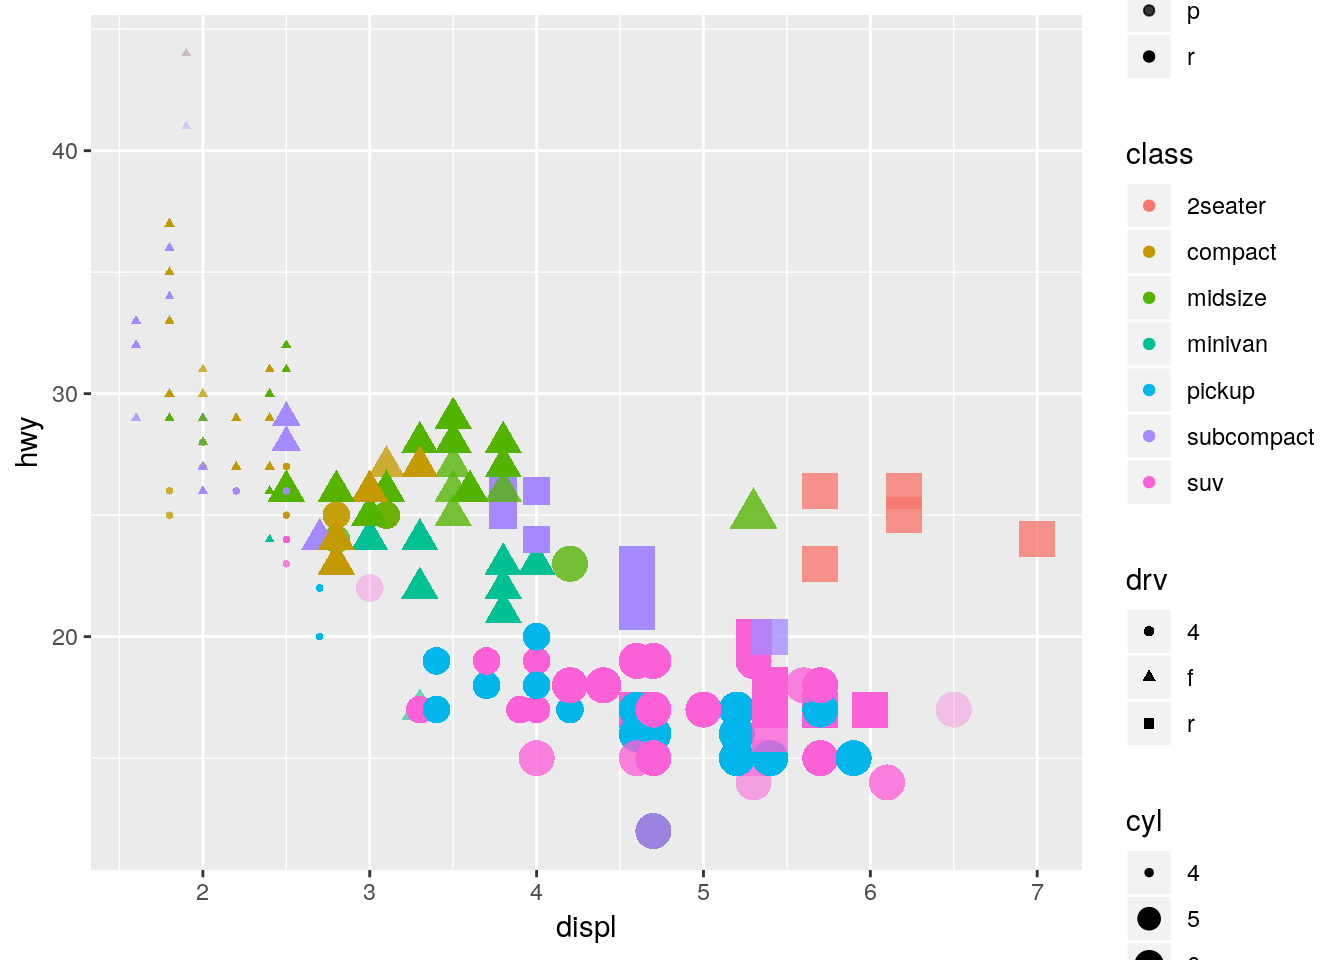 p
r
class
2seater
compact
midsize
minivan
pickup
subcompact
suv
drv
4
f
r
cyl
4
5
40
30
20
hwy
2 3 4 5 6 7
displ